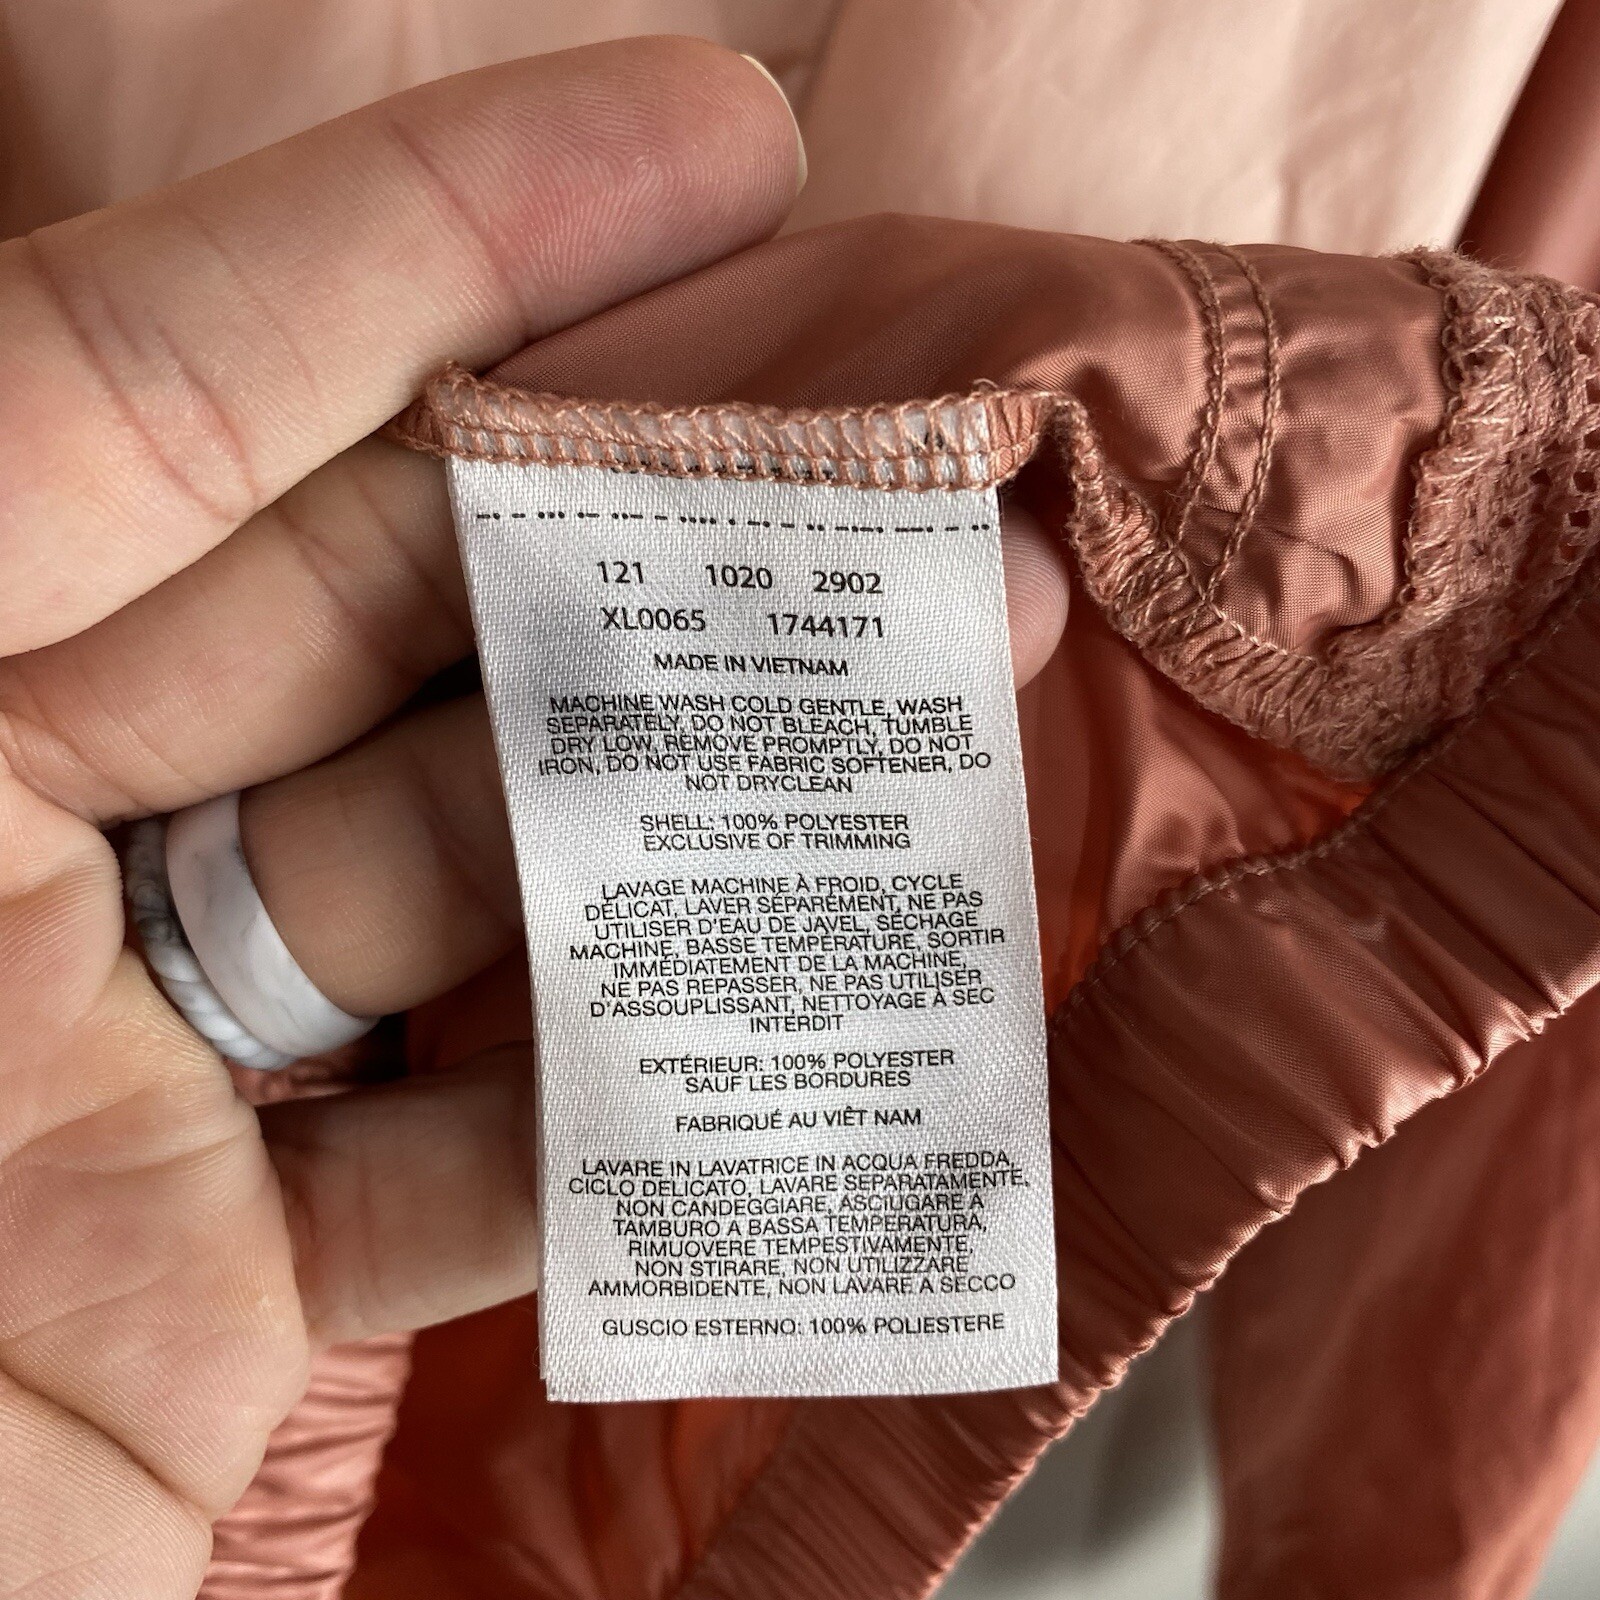 121 1020 2902
XL0065 1744171
MADE IN VIETNAM
MACHINE WASH COLD GENTLE, WASH
SEPARATELY, DO NOT BLEACH, TUMBLE
DRY LOW, REMOVE PROMPTLY, DO NOT
IRON, DO NOT USE FABRIC SOFTENER, DO
NOT DRYCLEAN
SHELL: 100% POLYESTER
EXCLUSIVE OF TRIMMING
LAVAGE MACHINE À FROID, CYCLE
DÉLICAT, LAVER SÉPARÉMENT, NE PAS
UTILISER D'EAU DE JAVEL, SÉCHAGE
MACHINE, BASSE TEMPÉRATURE, SORTIR
IMMÉDIATEMENT DE LA MACHINE,
NE PAS REPASSER, NE PAS UTILISER
D'ASSOUPLISSANT, NETTOYAGE À SEC
INTERDIT
EXTÉRIEUR: 100% POLYESTER
SAUF LES BORDURES
FABRIQUÉ AU VIÊT NAM
LAVARE IN LAVATRICE IN ACQUA FREDDA,
CICLO DELICATO, LAVARE SEPARATAMENTE,
NON CANDEGGIARE, ASCIUGARE A
TAMBURO A BASSA TEMPERATURA,
RIMUOVERE TEMPESTIVAMENTE,
NON STIRARE, NON UTILIZZARE
AMMORBIDENTE, NON LAVARE A SECCO
GUSCIO ESTERNO: 100% POLIESTERE